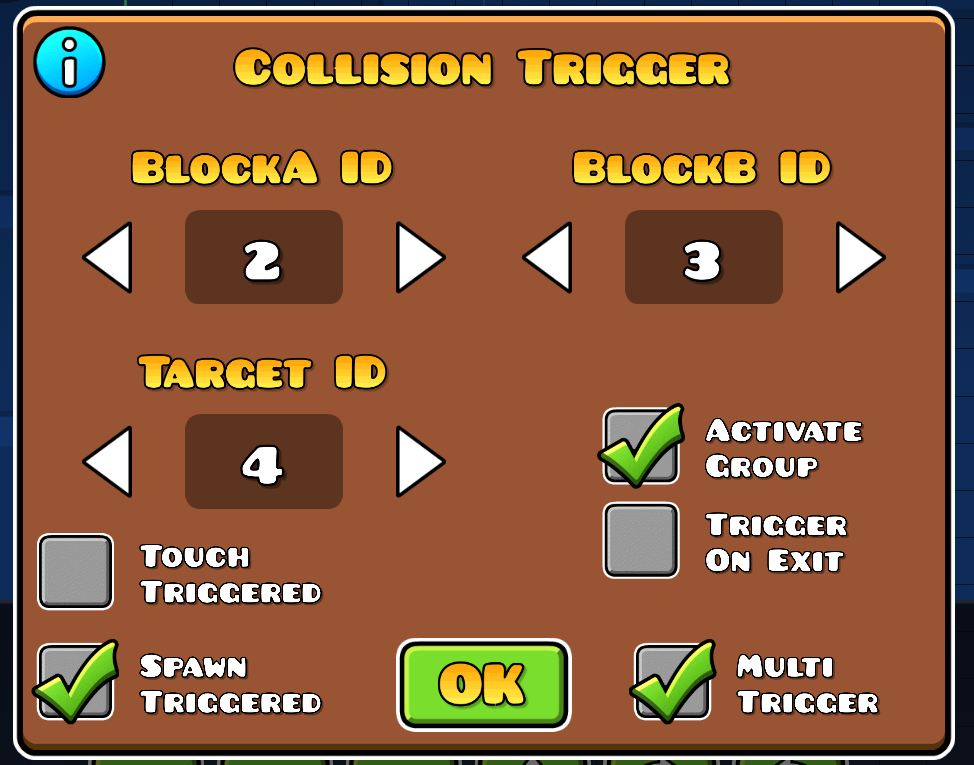 i
Collision Trigger
BlockA ID
BlockB ID
2
3
Target ID
4
Activate
Group
Trigger
On Exit
Touch
Triggered
Spawn
Triggered
OK
Multi
Trigger